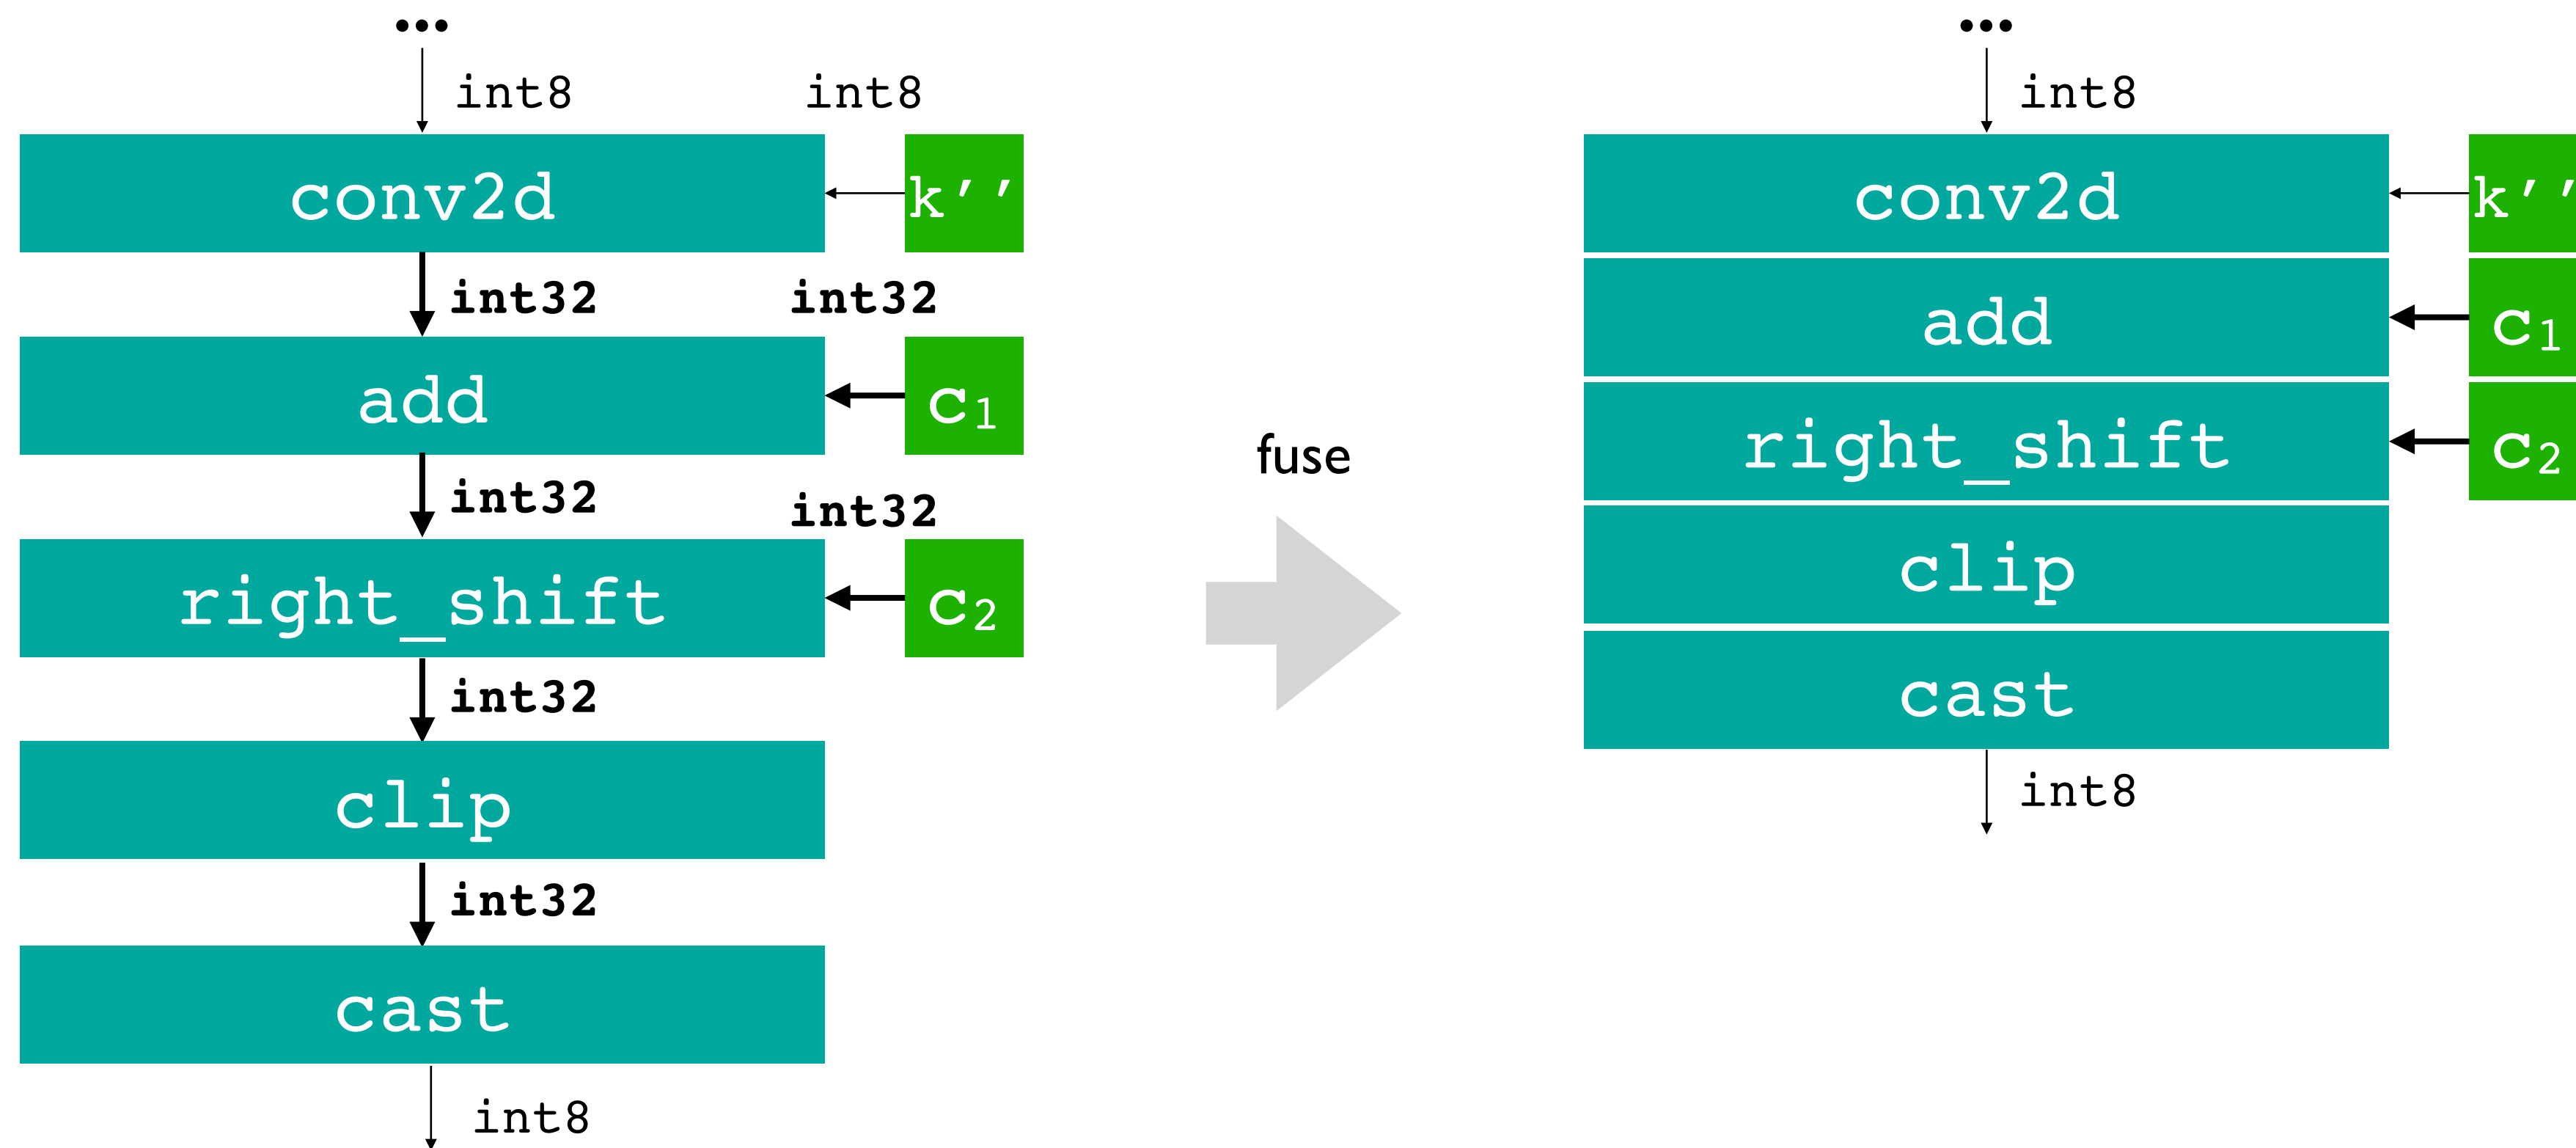 ...
int8
int8
conv2d
k’’
int32
int32
add
c₁
int32
int32
right_shift
c₂
int32
clip
int32
cast
int8
fuse
...
int8
conv2d
k’’
add
c₁
right_shift
c₂
clip
cast
int8